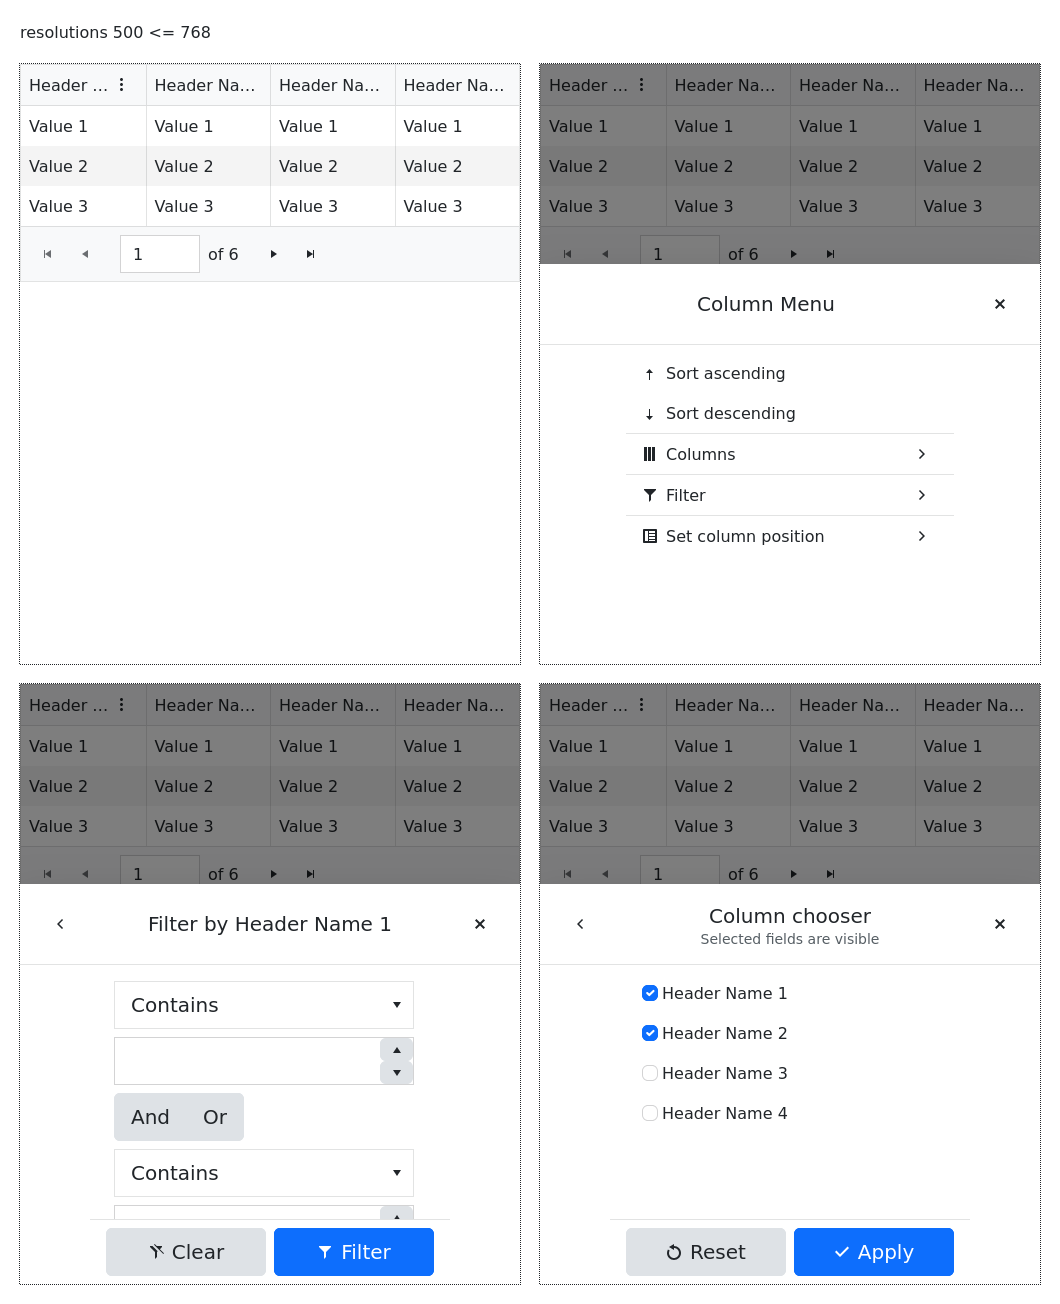 resolutions 500 <= 768
Header ... Header Na... Header Na... Header Na...
Value 1 Value 1 Value 1 Value 1
Value 2 Value 2 Value 2 Value 2
Value 3 Value 3 Value 3 Value 3
1 of 6
Header ... Header Na... Header Na... Header Na...
Value 1 Value 1 Value 1 Value 1
Value 2 Value 2 Value 2 Value 2
Value 3 Value 3 Value 3 Value 3
1 of 6
Column Menu
Sort ascending
Sort descending
Columns
Filter
Set column position
Header ... Header Na... Header Na... Header Na...
Value 1 Value 1 Value 1 Value 1
Value 2 Value 2 Value 2 Value 2
Value 3 Value 3 Value 3 Value 3
1 of 6
Filter by Header Name 1
Contains
And Or
Contains
Clear Filter
Header ... Header Na... Header Na... Header Na...
Value 1 Value 1 Value 1 Value 1
Value 2 Value 2 Value 2 Value 2
Value 3 Value 3 Value 3 Value 3
1 of 6
Column chooser
Selected fields are visible
Header Name 1
Header Name 2
Header Name 3
Header Name 4
Reset Apply